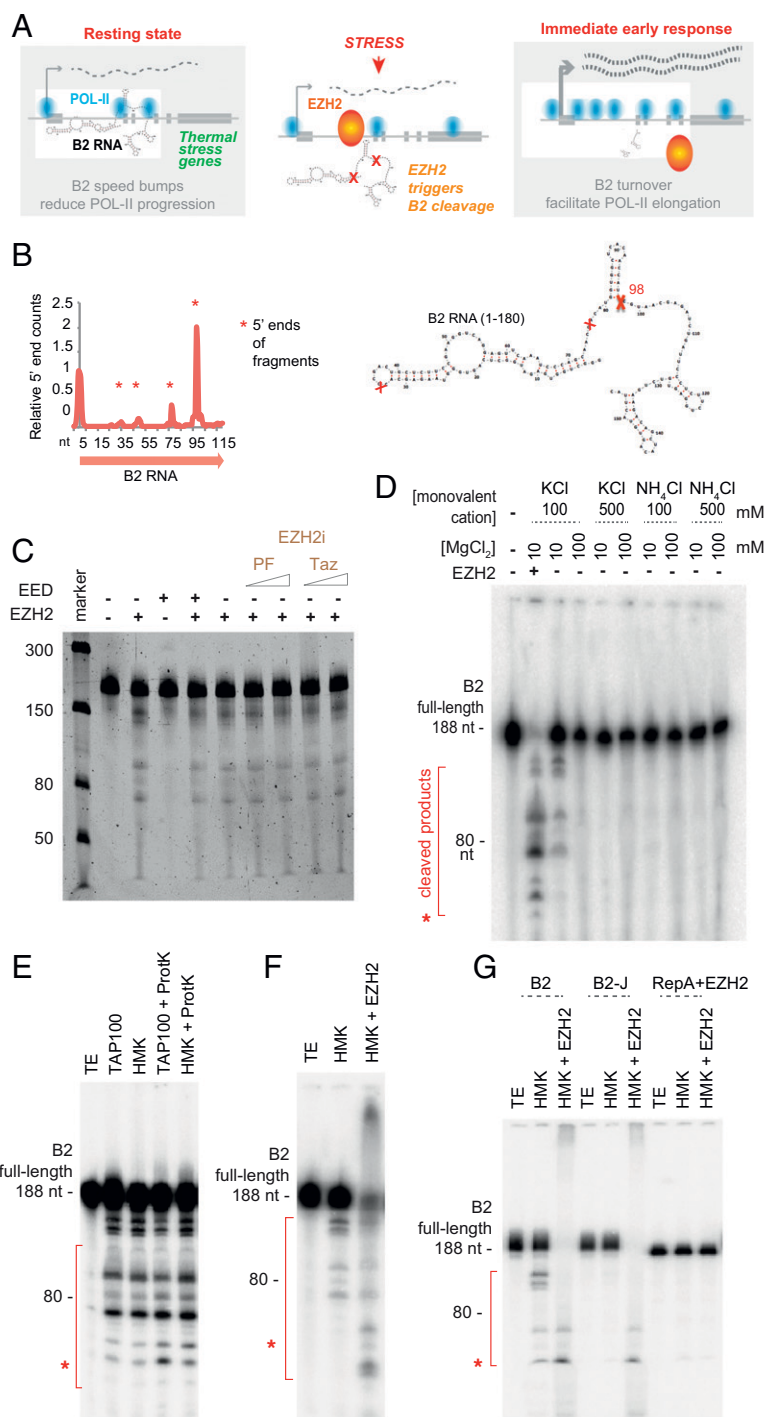 A
Resting state
POL-II
B2 RNA
Thermal
stress
genes
B2 speed bumps
reduce POL-II progression
STRESS
EZH2
X
X
EZH2
triggers
B2 cleavage
Immediate early response
B2 turnover
facilitate POL-II elongation
B
Relative 5' end counts
2.5
2
1.5
1
0.5
0
* * * *
* 5' ends
of
fragments
nt 5 15 35 45 55 75 95 115
B2 RNA
B2 RNA (1-180)
X
X
X
98
C
marker
EED - - + + - - - - -
EZH2 - + - + + + + + +
EZH2i
PF
Taz
300
150
80
50
D
[monovalent
cation]
- KCl 100 KCl 500 NH4Cl 100 NH4Cl 500 mM
[MgCl2] - 10 10 100 10 100 10 100 10 100 mM
EZH2 - + - - - - - - - -
B2
full-length
188 nt -
80 -
nt
* cleaved products
E
TE
TAP100
HMK
TAP100 + ProtK
HMK + ProtK
B2
full-length
188 nt -
80 -
*
F
TE
HMK
HMK + EZH2
B2
full-length
188 nt -
80 -
*
G
B2
B2-J
RepA+EZH2
TE
HMK
HMK + EZH2
TE
HMK
HMK + EZH2
TE
HMK
HMK + EZH2
B2
full-length
188 nt -
80 -
*